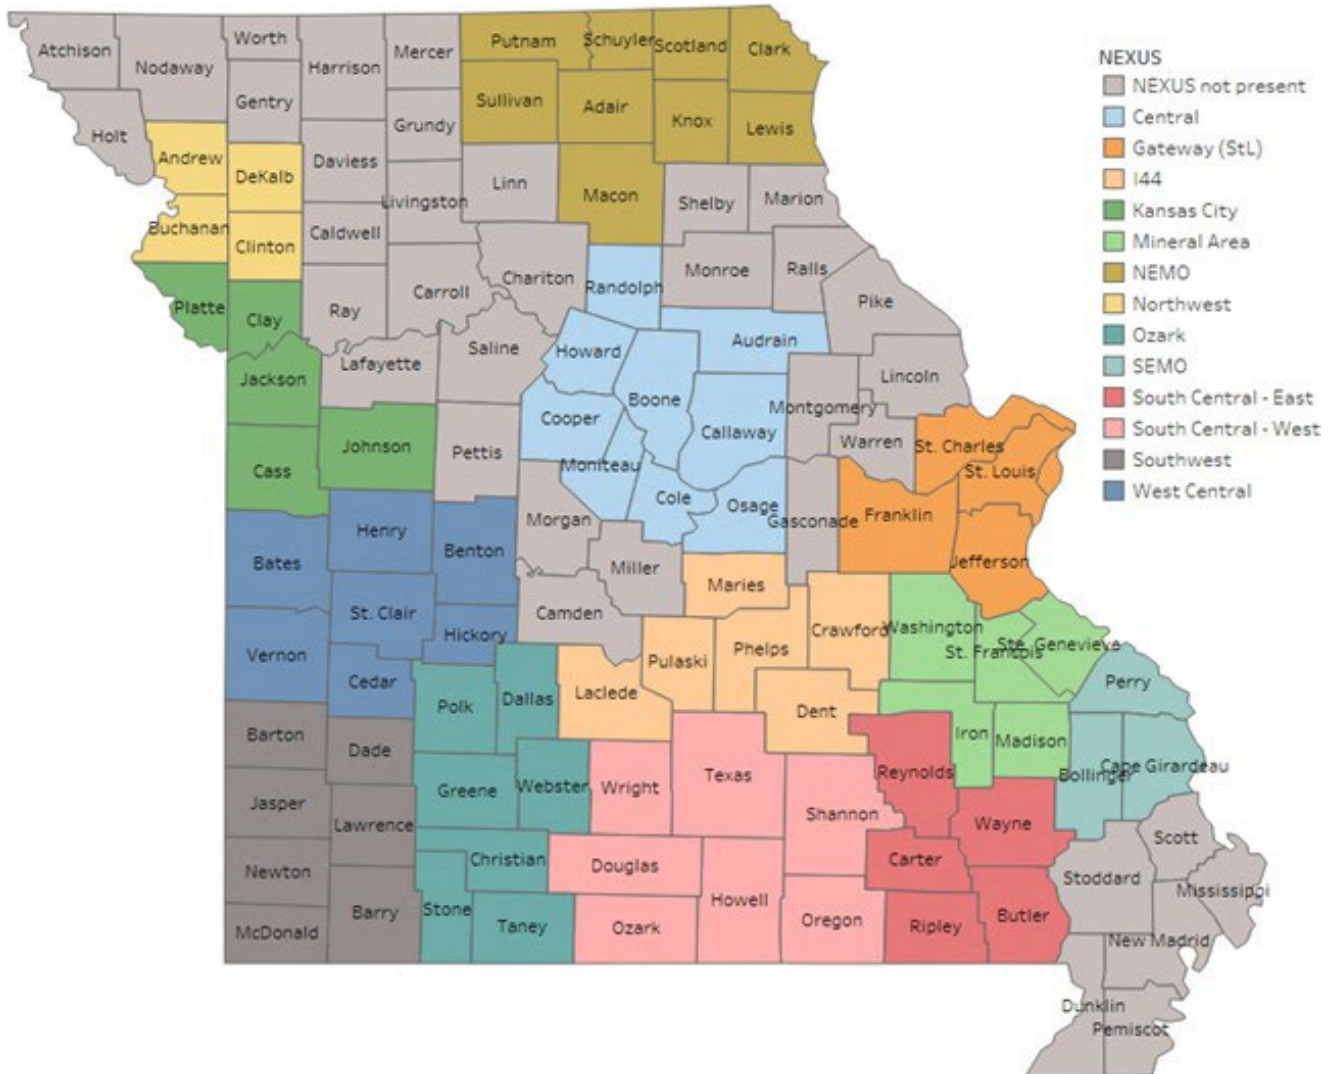 Atchison
Nodaway
Worth
Harrison
Mercer
Putnam
Schuyler
Scotland
Clark
NEXUS
NEXUS not present
Central
Gateway (StL)
I44
Kansas City
Mineral Area
NEMO
Northwest
Ozark
SEMO
South Central - East
South Central - West
Southwest
West Central
Holt
Gentry
Sullivan
Adair
Knox
Lewis
Grundy
Andrew
DeKalb
Daviess
Linn
Macon
Shelby
Marion
Livingston
Buchanan
Clinton
Caldwell
Chariton
Randolph
Monroe
Ralls
Pike
Platte
Clay
Ray
Carroll
Saline
Howard
Audrain
Lincoln
Jackson
Lafayette
Boone
Montgomery
Cooper
Callaway
Warren
St. Charles
Johnson
Pettis
Cass
Moniteau
St. Louis
Cole
Osage
Gasconade
Franklin
Morgan
Henry
Benton
Bates
Miller
Maries
Jefferson
St. Clair
Camden
Crawford
Washington
Hickory
Phelps
Ste. Genevieve
St. Francois
Vernon
Cedar
Pulaski
Laclede
Perry
Polk
Dallas
Dent
Barton
Dade
Iron
Madison
Bollinger
Cape Girardeau
Texas
Reynolds
Greene
Webster
Wright
Jasper
Shannon
Wayne
Lawrence
Scott
Christian
Douglas
Carter
Newton
Stoddard
Mississippi
Howell
Stone
Barry
Taney
Ozark
Oregon
Ripley
Butler
McDonald
New Madrid
Dunklin
Pemiscot